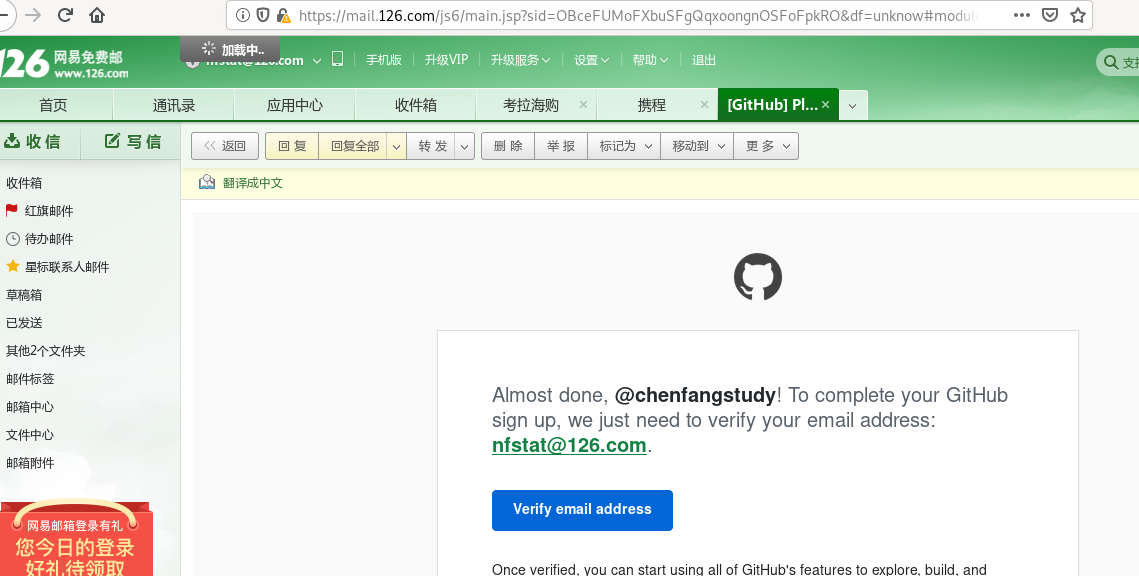 https://mail.126.com/js6/main.jsp?sid=OBceFUMoFXbuSFgQqxoongnOSFoFpkRO&df=unknow#modul
126 网易免费邮
www.126.com
加载中..
nfstat@126.com
手机版
升级VIP
升级服务
设置
帮助
退出
首页
通讯录
应用中心
收件箱
考拉海购
携程
[GitHub] Pl...
收信
写信
返回
回复
回复全部
转发
删除
举报
标记为
移动到
更多
翻译成中文
收件箱
红旗邮件
待办邮件
星标联系人邮件
草稿箱
已发送
其他2个文件夹
邮件标签
邮箱中心
文件中心
邮箱附件
网易邮箱登录有礼
您今日的登录
好礼待领取
Almost done, @chenfangstudy! To complete your GitHub
sign up, we just need to verify your email address:
nfstat@126.com.
Verify email address
Once verified, you can start using all of GitHub's features to explore, build, and